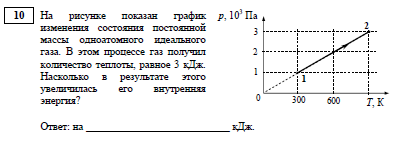 10
На рисунке показан график
изменения состояния постоянной
массы одноатомного идеального
газа. В этом процессе газ получил
количество теплоты, равное 3 кДж.
Насколько в результате этого
увеличилась его внутренняя
энергия?
Ответ: на ______________________________ кДж.
p, 10³ Па
3
2
1
0
300
600
900
T, К
1
2